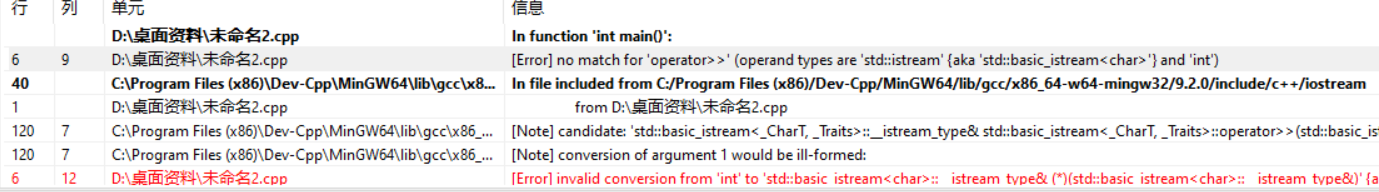 行 列 单元 信息
D:\桌面资料\未命名2.cpp In function 'int main()':
6 9 D:\桌面资料\未命名2.cpp [Error] no match for 'operator>>' (operand types are 'std::istream' {aka 'std::basic_istream<char>'} and 'int')
40 C:\Program Files (x86)\Dev-Cpp\MinGW64\lib\gcc\x8... In file included from C:/Program Files (x86)/Dev-Cpp/MinGW64/lib/gcc/x86_64-w64-mingw32/9.2.0/include/c++/iostream
1 D:\桌面资料\未命名2.cpp from D:\桌面资料\未命名2.cpp
120 7 C:\Program Files (x86)\Dev-Cpp\MinGW64\lib\gcc\x86_... [Note] candidate: 'std::basic_istream<_CharT, _Traits>::__istream_type& std::basic_istream<_CharT, _Traits>::operator>>(std::basic_is
120 7 C:\Program Files (x86)\Dev-Cpp\MinGW64\lib\gcc\x86_... [Note] conversion of argument 1 would be ill-formed:
6 12 D:\桌面资料\未命名2.cpp [Error] invalid conversion from 'int' to 'std::basic_istream<char>::__istream_type& (*)(std::basic_istream<char>::__istream_type&)' {a